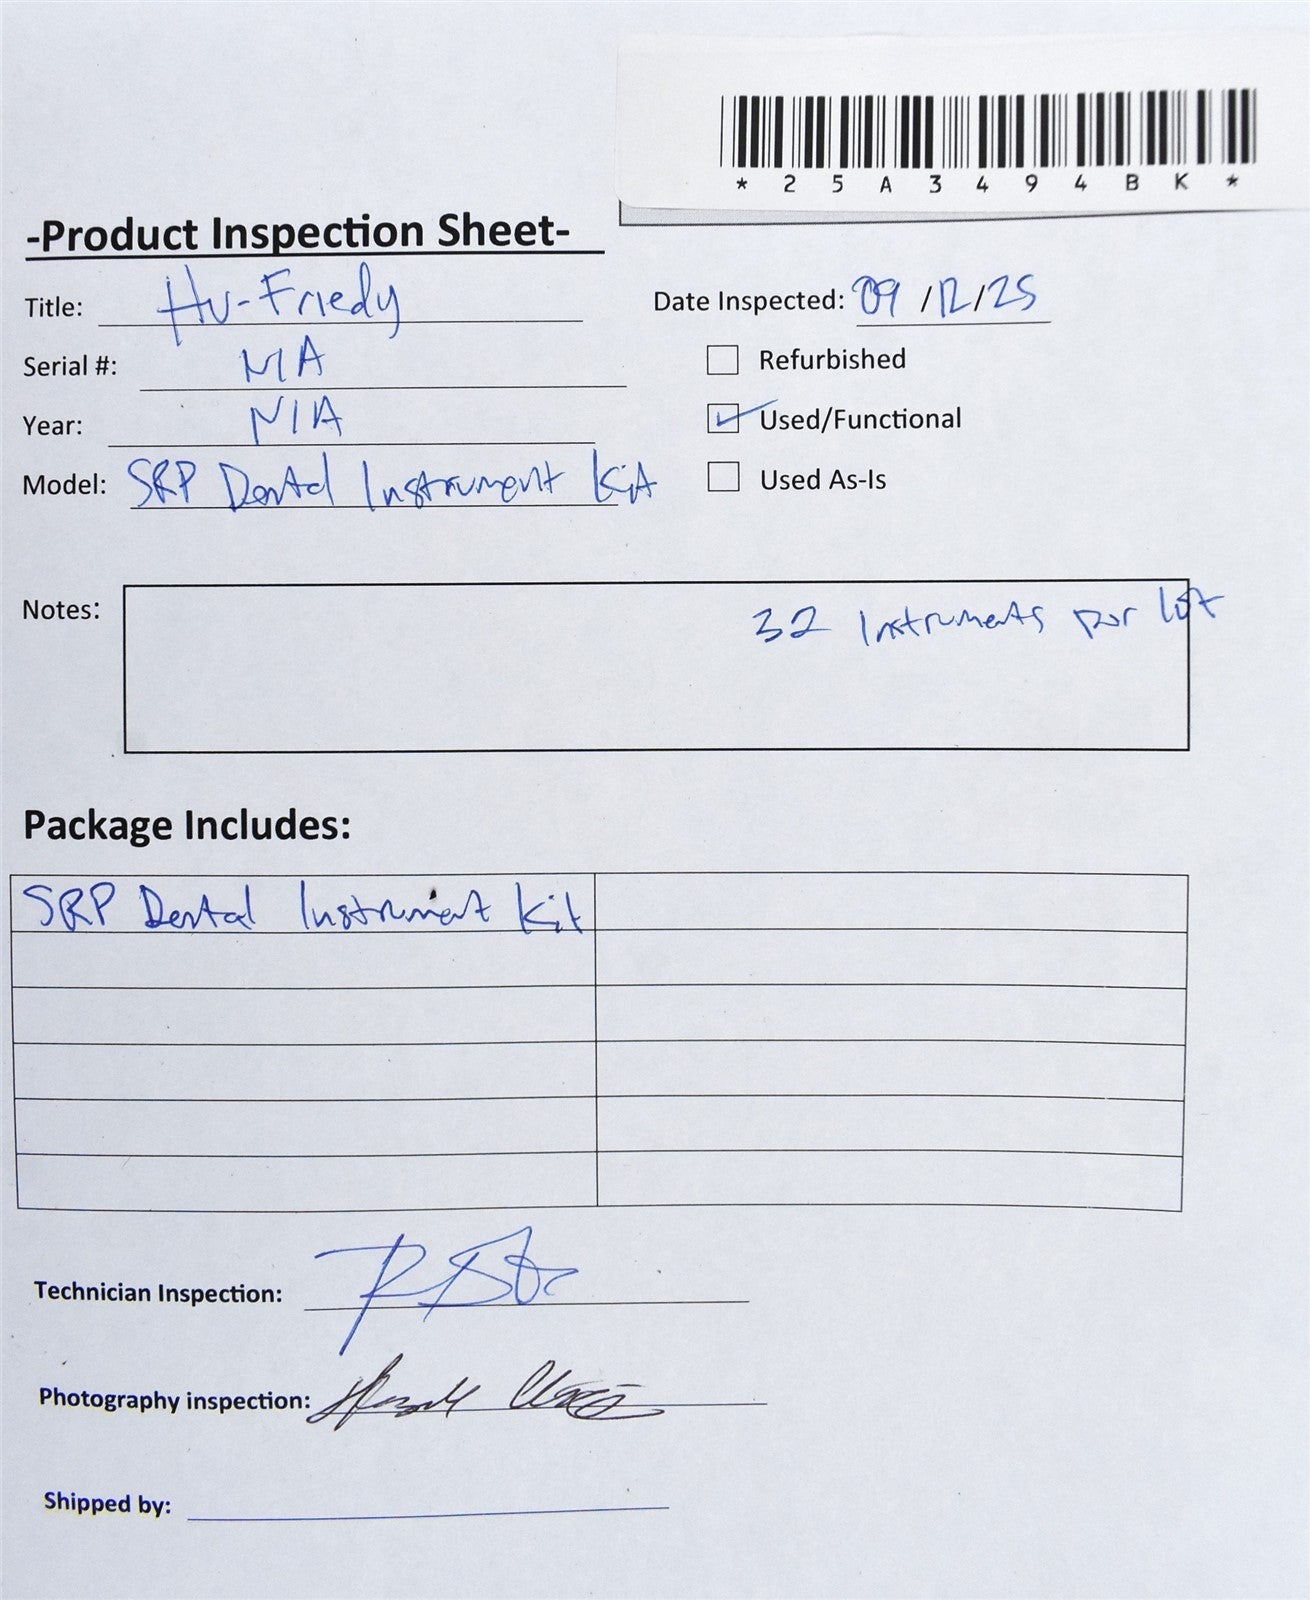 * 2 5 A 3 4 9 4 B K *
-Product Inspection Sheet-
Title: Hu-Friedy
Date Inspected: 09/12/25
Serial #: N/A
Refurbished
Year: N/A
Used/Functional
Model: SRP Dental Instrument Kit
Used As-Is
Notes: 32 Instruments per lot
Package Includes:
SRP Dental Instrument Kit
Technician Inspection:
Photography inspection:
Shipped by: